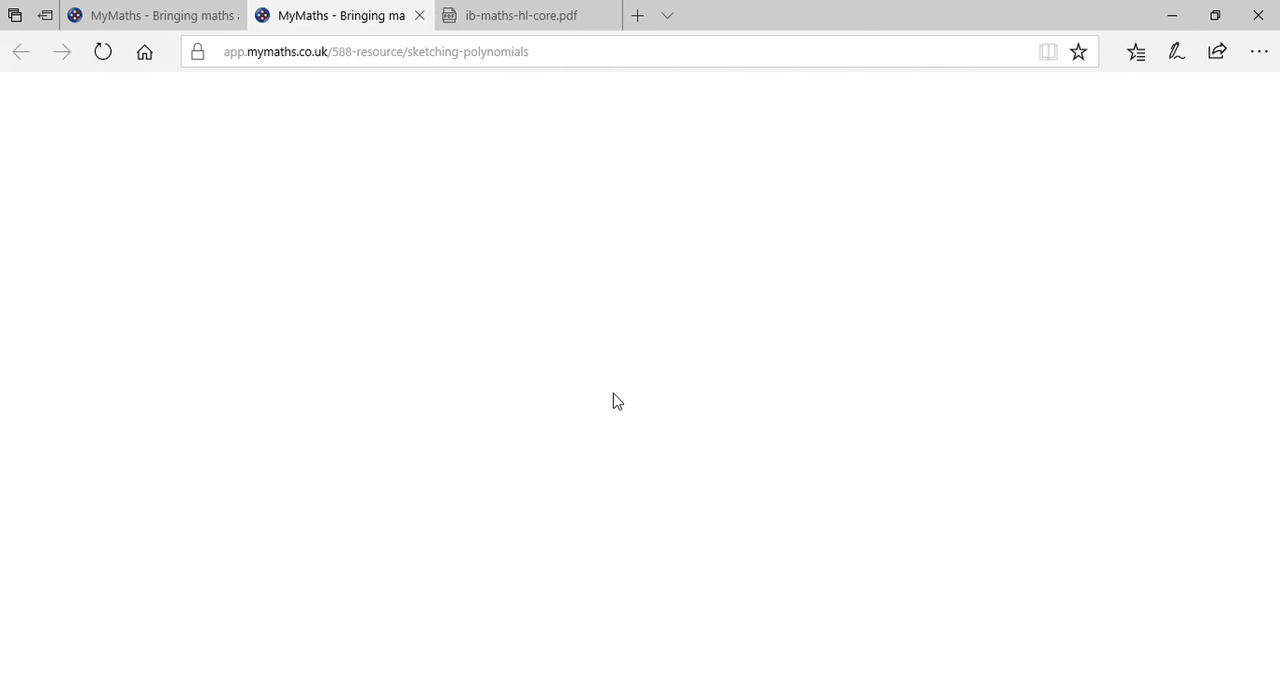 MyMaths - Bringing maths
MyMaths - Bringing ma
ib-maths-hl-core.pdf
app.mymaths.co.uk/588-resource/sketching-polynomials